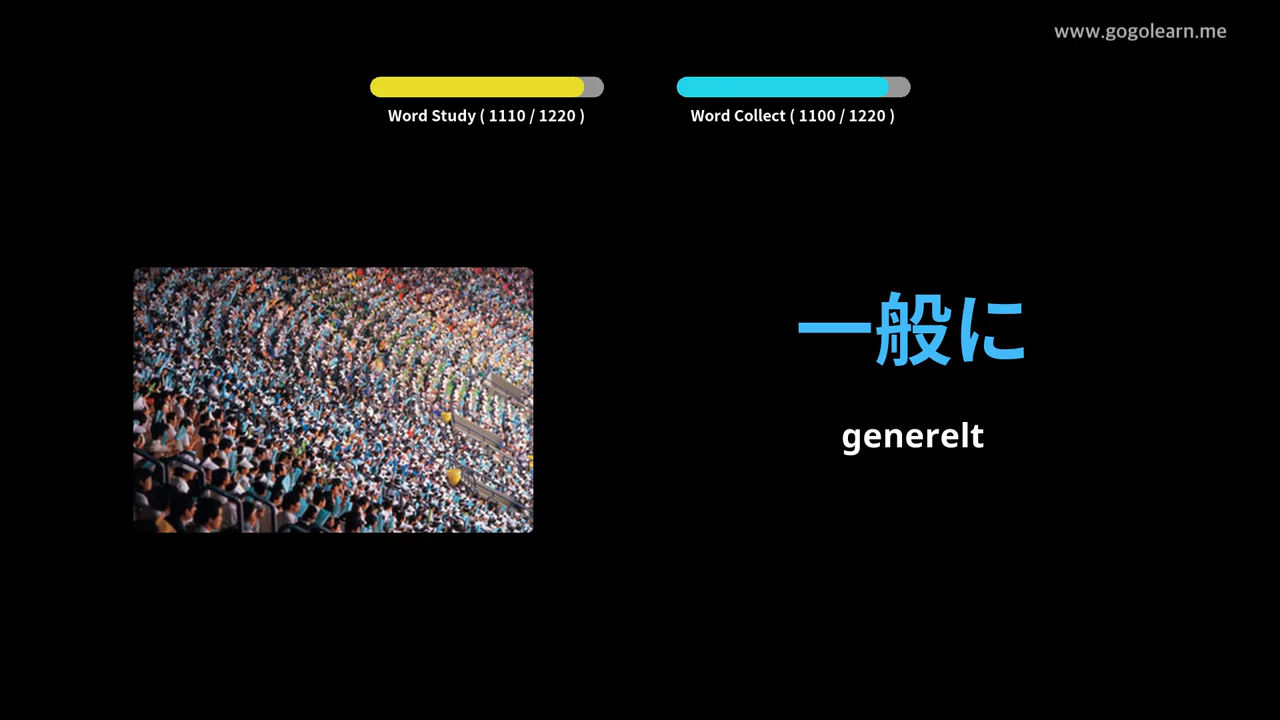 www.gogolearn.me
Word Study ( 1110 / 1220 )
Word Collect ( 1100 / 1220 )
一般に
generelt